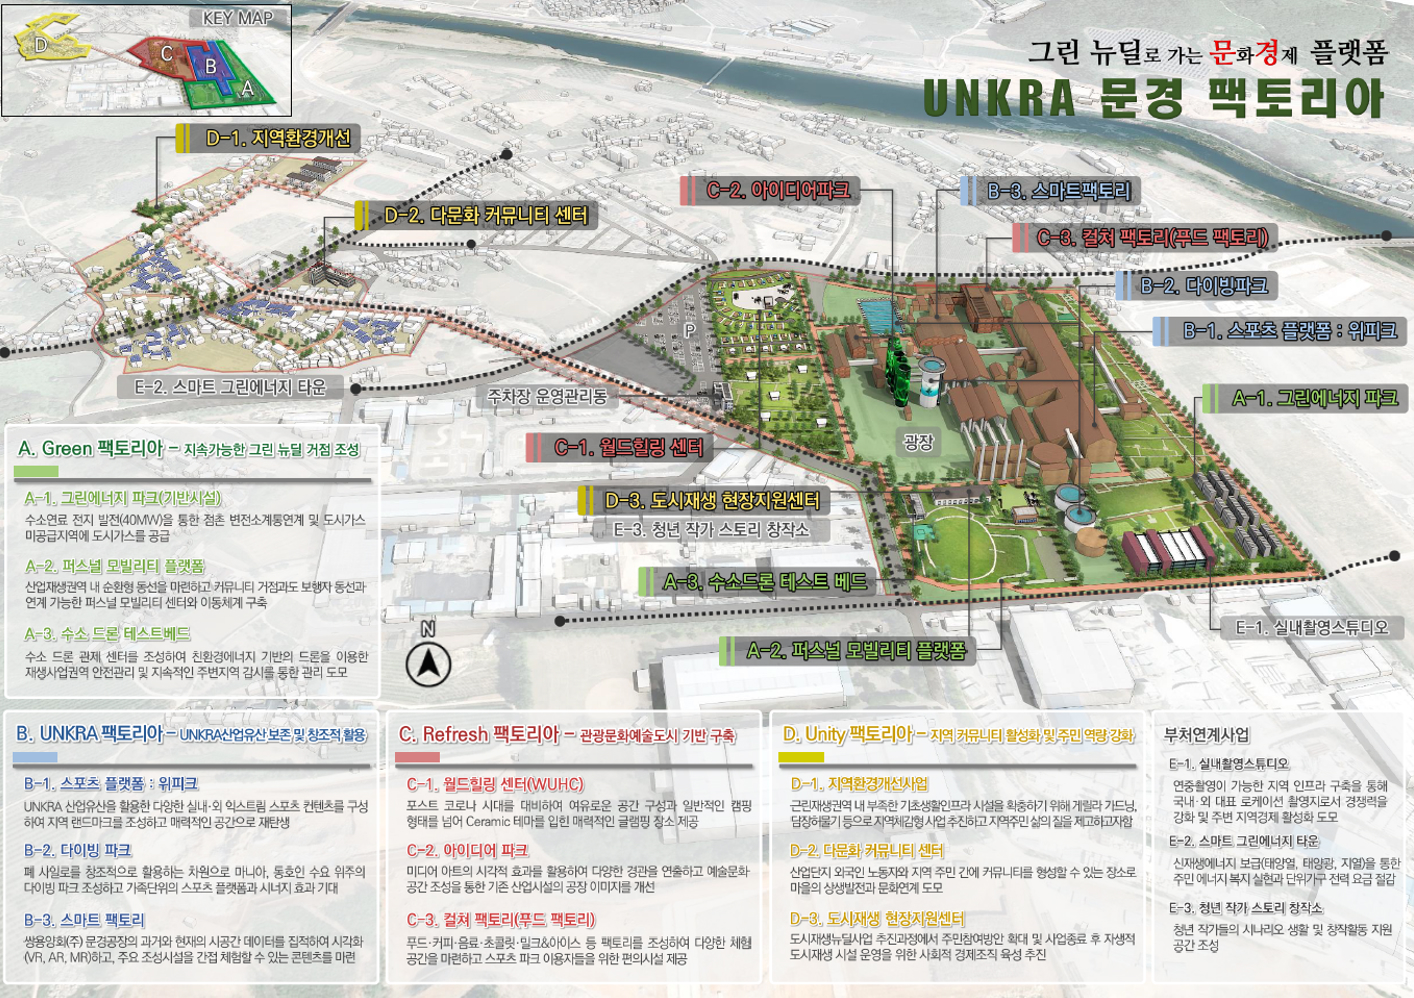 KEY MAP
D
C
B
A
그린 뉴딜로 가는 문화경제 플랫폼
UNKRA 문경 팩토리아
D-1. 지역환경개선
D-2. 다문화 커뮤니티 센터
C-2. 아이디어파크
B-3. 스마트팩토리
C-3. 컬쳐 팩토리(푸드 팩토리)
B-2. 다이빙파크
B-1. 스포츠 플랫폼 : 위피크
P
E-2. 스마트 그린에너지 타운
주차장 운영관리동
A-1. 그린에너지 파크
광장
C-1. 월드힐링 센터
D-3. 도시재생 현장지원센터
E-3. 청년 작가 스토리 창작소
A-3. 수소드론 테스트 베드
E-1. 실내촬영스튜디오
A-2. 퍼스널 모빌리티 플랫폼
N
A. Green 팩토리아 - 지속가능한 그린 뉴딜 거점 조성
A-1. 그린에너지 파크(기반시설)
수소연료 전지 발전(40MW)을 통한 점촌 변전소계통연계 및 도시가스
미공급지역에 도시가스를 공급
A-2. 퍼스널 모빌리티 플랫폼
산업재생권역 내 순환형 동선을 마련하고 커뮤니티 거점과도 보행자 동선과
연계 가능한 퍼스널 모빌리티 센터와 이동체계 구축
A-3. 수소 드론 테스트베드
수소 드론 관제 센터를 조성하여 친환경에너지 기반의 드론을 이용한
재생사업권역 안전관리 및 지속적인 주변지역 감시를 통한 관리 도모
B. UNKRA 팩토리아 - UNKRA산업유산 보존 및 창조적 활용
B-1. 스포츠 플랫폼 : 위피크
UNKRA 산업유산을 활용한 다양한 실내·외 익스트림 스포츠 컨텐츠를 구성
하여 지역 랜드마크를 조성하고 매력적인 공간으로 재탄생
B-2. 다이빙 파크
폐 사일로를 창조적으로 활용하는 차원으로 마니아, 동호인 수요 위주의
다이빙 파크 조성하고 가족단위의 스포츠 플랫폼과 시너지 효과 기대
B-3. 스마트 팩토리
쌍용양회(주) 문경공장의 과거와 현재의 시공간 데이터를 집적하여 시각화
(VR, AR, MR)하고, 주요 조성시설을 간접 체험할 수 있는 콘텐츠를 마련
C. Refresh 팩토리아 - 관광문화예술도시 기반 구축
C-1. 월드힐링 센터(WUHC)
포스트 코로나 시대를 대비하여 여유로운 공간 구성과 일반적인 캠핑
형태를 넘어 Ceramic 테마를 입힌 매력적인 글램핑 장소 제공
C-2. 아이디어 파크
미디어 아트의 시각적 효과를 활용하여 다양한 경관을 연출하고 예술문화
공간 조성을 통한 기존 산업시설의 공장 이미지를 개선
C-3. 컬쳐 팩토리(푸드 팩토리)
푸드·커피·음료·초콜릿·밀크&아이스 등 팩토리를 조성하여 다양한 체험
공간을 마련하고 스포츠 파크 이용자들을 위한 편의시설 제공
D. Unity 팩토리아 - 지역 커뮤니티 활성화 및 주민 역량 강화
D-1. 지역환경개선사업
근린재생권역 내 부족한 기초생활인프라 시설을 확충하기 위해 게릴라 가드닝,
담장허물기 등으로 지역체감형 사업 추진하고 지역주민 삶의 질을 제고하고자함
D-2. 다문화 커뮤니티 센터
산업단지 외국인 노동자와 지역 주민 간에 커뮤니티를 형성할 수 있는 장소로
마을의 상생발전과 문화연계 도모
D-3. 도시재생 현장지원센터
도시재생뉴딜사업 추진과정에서 주민참여방안 확대 및 사업종료 후 자생적
도시재생 시설 운영을 위한 사회적 경제조직 육성 추진
부처연계사업
E-1. 실내촬영스튜디오
연중촬영이 가능한 지역 인프라 구축을 통해
국내·외 대표 로케이션 촬영지로서 경쟁력을
강화 및 주변 지역경제 활성화 도모
E-2. 스마트 그린에너지 타운
신재생에너지 보급(태양열, 태양광, 지열)을 통한
주민 에너지 복지 실현과 단위가구 전력 요금 절감
E-3. 청년 작가 스토리 창작소
청년 작가들의 시나리오 생활 및 창작활동 지원
공간 조성